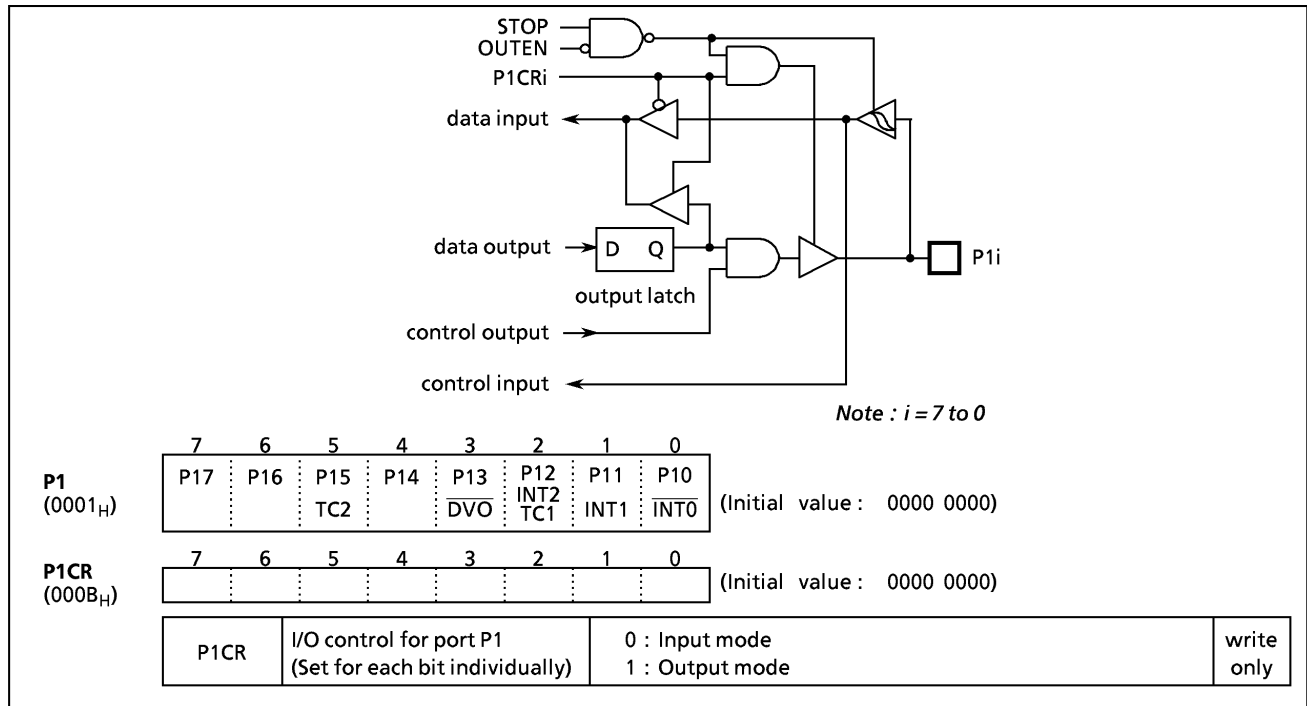 STOP
OUTEN
P1CRi
data input
data output
D Q
P1i
output latch
control output
control input
Note : i = 7 to 0
7 6 5 4 3 2 1 0
P1
(0001H)
P17 P16 P15 P14 P13 P12 P11 P10
TC2 DVO INT2 TC1 INT1 INT0
(Initial value : 0000 0000)
7 6 5 4 3 2 1 0
P1CR
(000BH)
(Initial value : 0000 0000)
P1CR
I/O control for port P1
(Set for each bit individually)
0 : Input mode
1 : Output mode
write
only